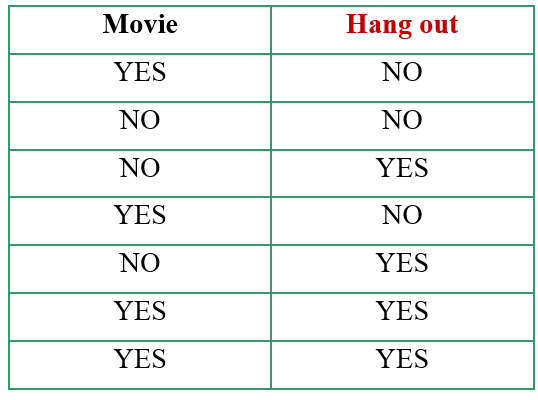 Movie Hang out
YES NO
NO NO
NO YES
YES NO
NO YES
YES YES
YES YES